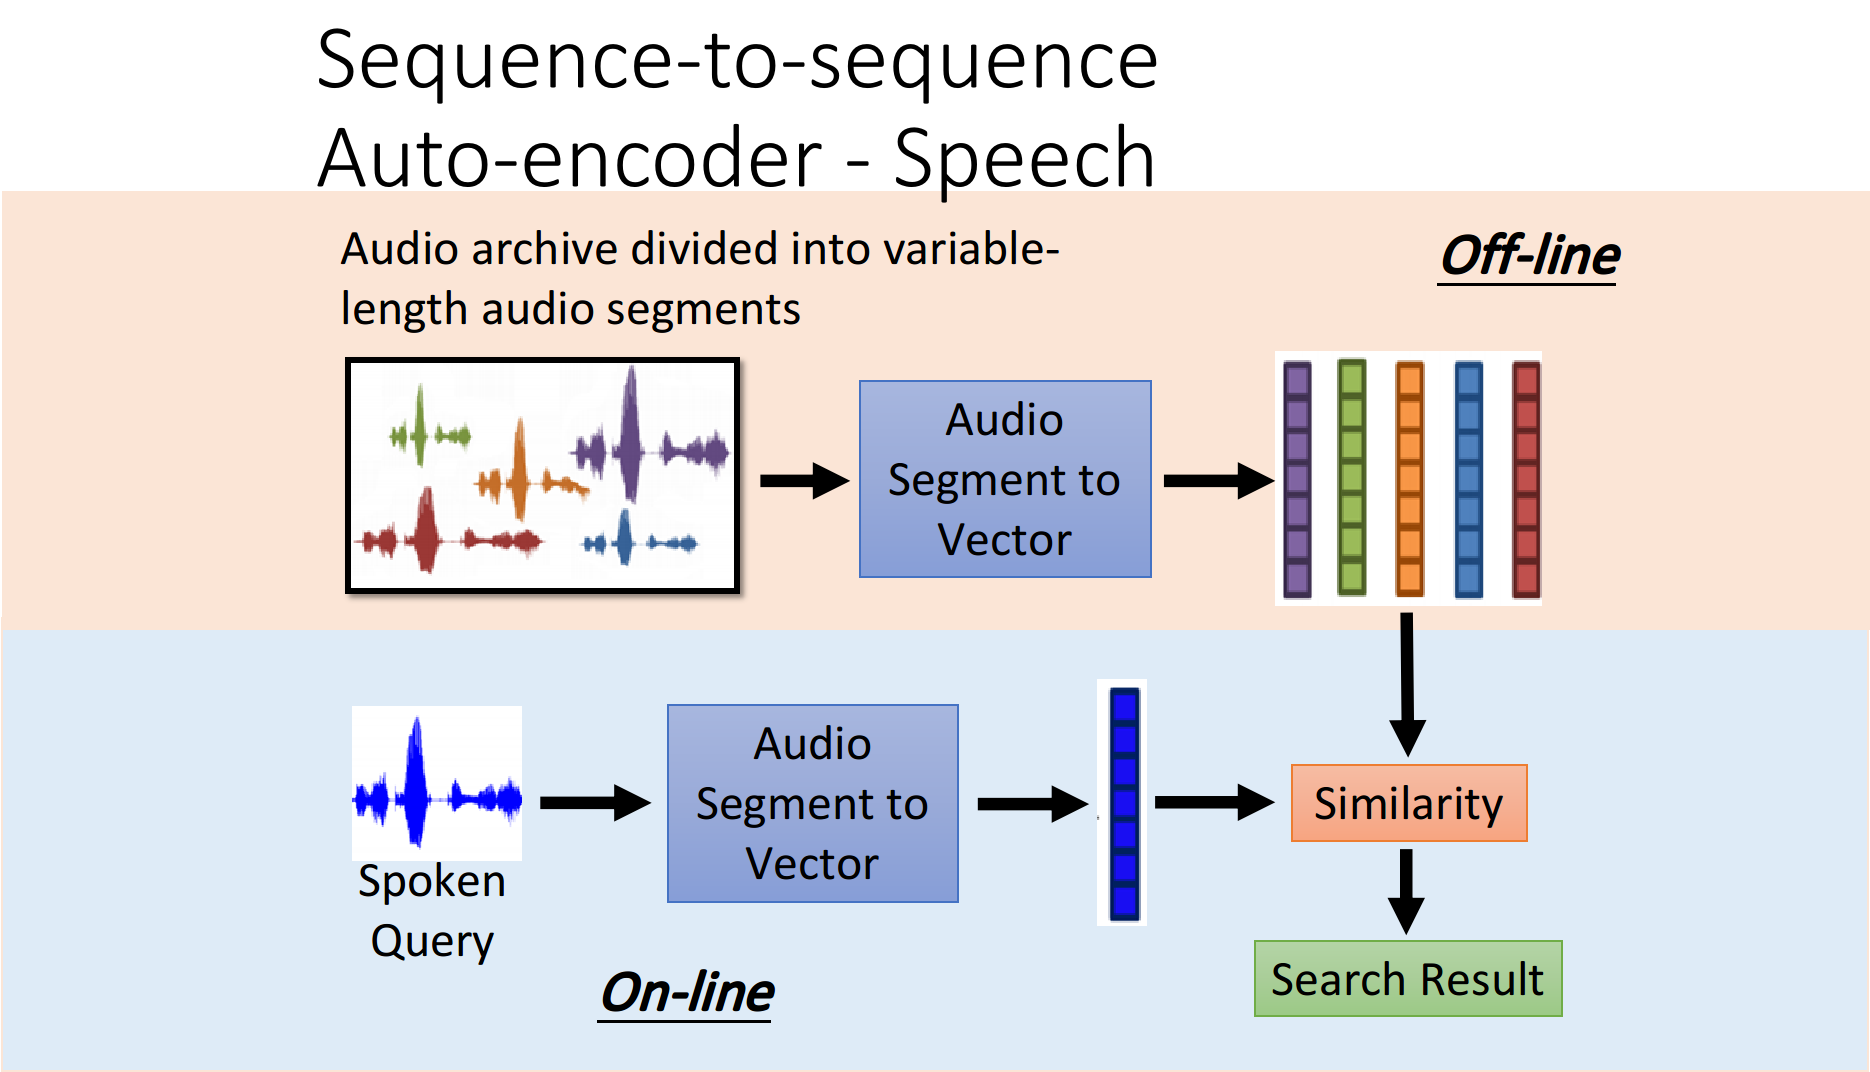 Sequence-to-sequence
Auto-encoder - Speech
Audio archive divided into variable-
length audio segments
Off-line
Audio
Segment to
Vector
Audio
Segment to
Vector
Similarity
Spoken
Query
On-line
Search Result